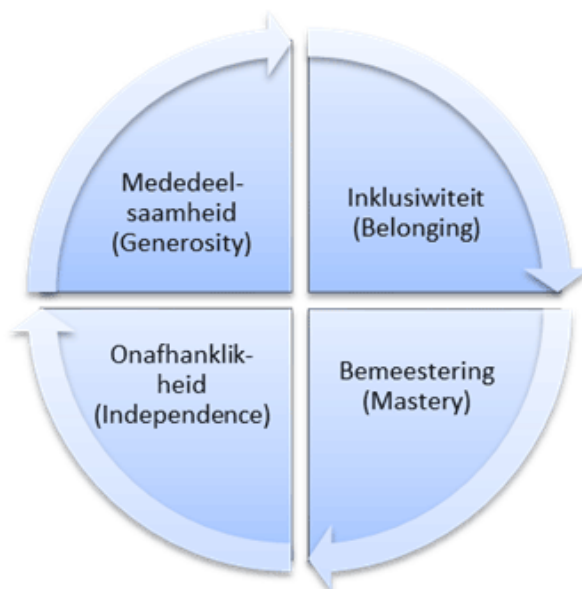 Mededeel-
saamheid
(Generosity)
Inklusiwiteit
(Belonging)
Onafhanklik-
heid
(Independence)
Bemeestering
(Mastery)